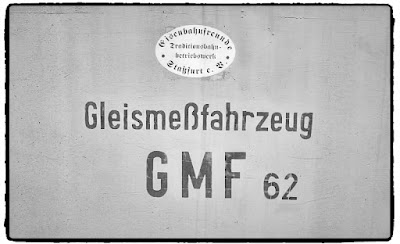 Eisenbahnfreunde
Traditionsbahn-
betriebswerk
Staßfurt e. V.
Gleismeßfahrzeug
GMF 62